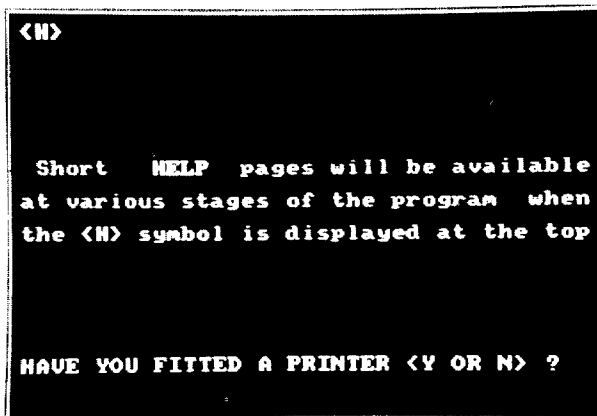 <H>
Short HELP pages will be available
at various stages of the program when
the <H> symbol is displayed at the top
HAVE YOU FITTED A PRINTER <Y OR N> ?